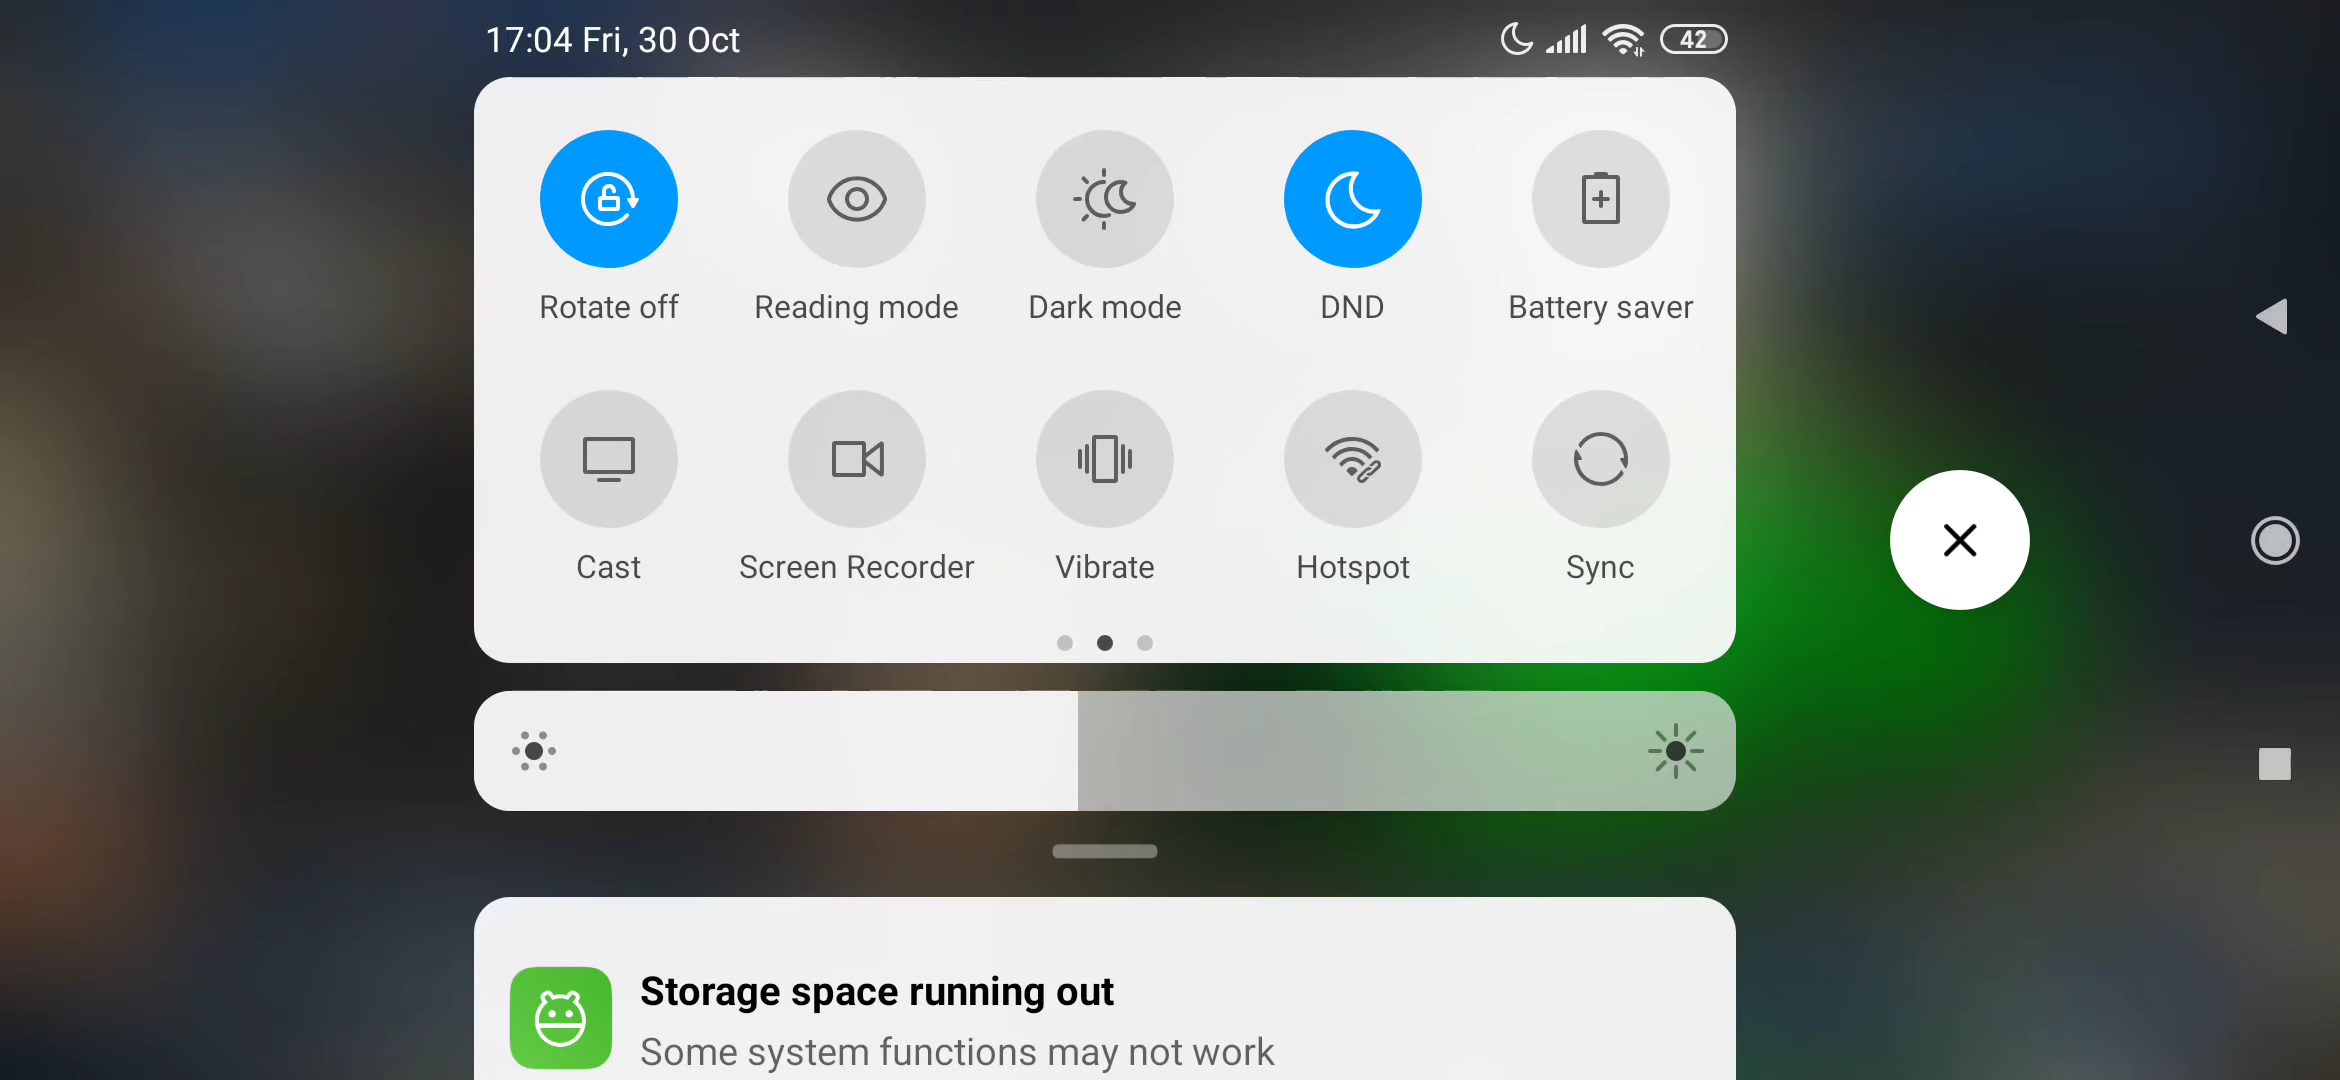 17:04 Fri, 30 Oct
42
Rotate off
Reading mode
Dark mode
DND
Battery saver
Cast
Screen Recorder
Vibrate
Hotspot
Sync
Storage space running out
Some system functions may not work